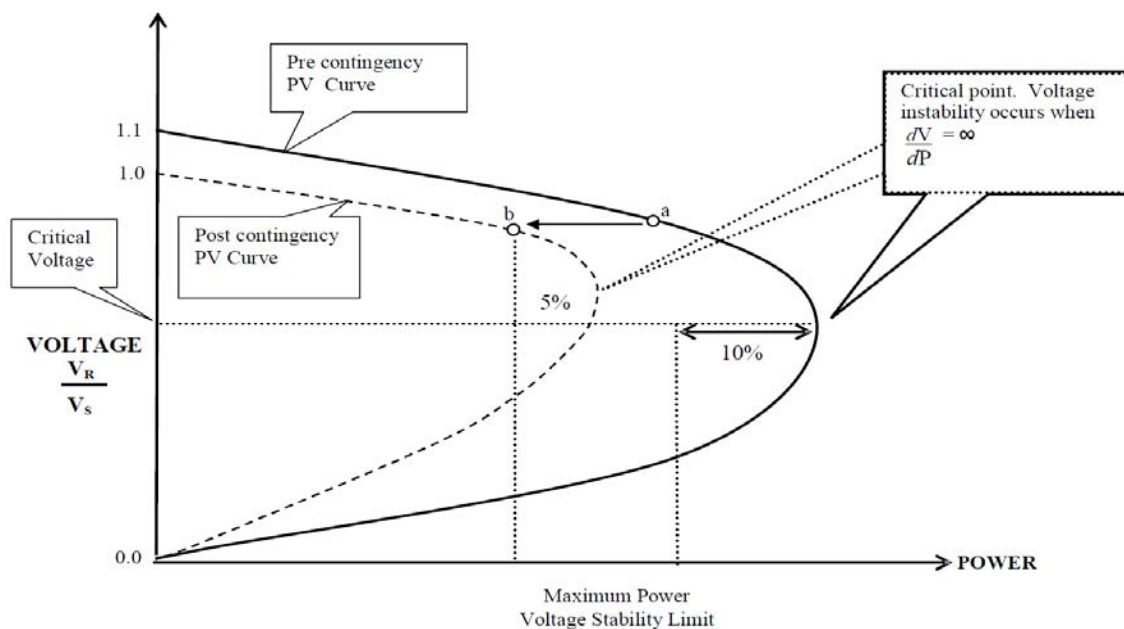 Pre contingency
PV Curve
Critical point. Voltage
instability occurs when
dV
dP
= ∞
1.1
1.0
b
a
Post contingency
PV Curve
Critical
Voltage
5%
10%
VOLTAGE
V_R
V_S
0.0
POWER
Maximum Power
Voltage Stability Limit